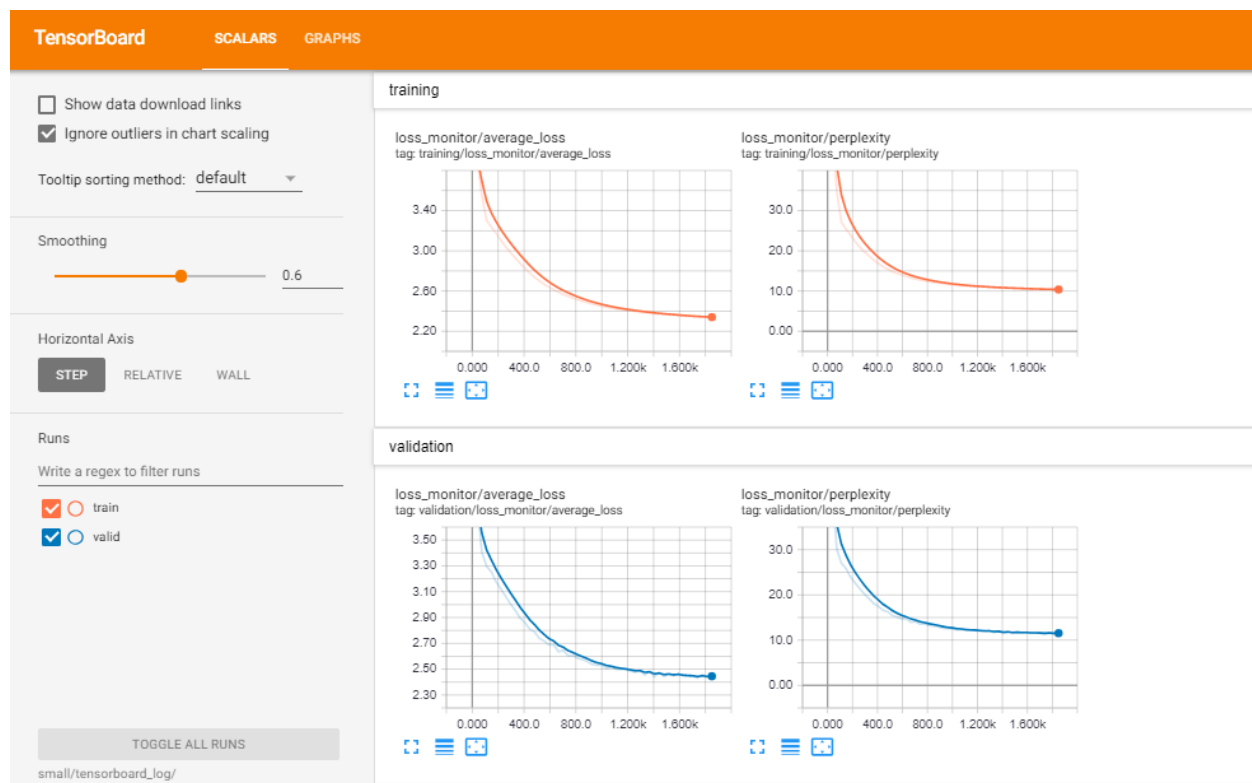 TensorBoard SCALARS GRAPHS
Show data download links
Ignore outliers in chart scaling
Tooltip sorting method: default
Smoothing
0.6
Horizontal Axis
STEP RELATIVE WALL
Runs
Write a regex to filter runs
train
valid
TOGGLE ALL RUNS
small/tensorboard_log/
training
loss_monitor/average_loss
tag: training/loss_monitor/average_loss
3.40
3.00
2.60
2.20
0.000 400.0 800.0 1.200k 1.600k
loss_monitor/perplexity
tag: training/loss_monitor/perplexity
30.0
20.0
10.0
0.00
0.000 400.0 800.0 1.200k 1.600k
validation
loss_monitor/average_loss
tag: validation/loss_monitor/average_loss
3.50
3.30
3.10
2.90
2.70
2.50
2.30
0.000 400.0 800.0 1.200k 1.600k
loss_monitor/perplexity
tag: validation/loss_monitor/perplexity
30.0
20.0
10.0
0.00
0.000 400.0 800.0 1.200k 1.600k